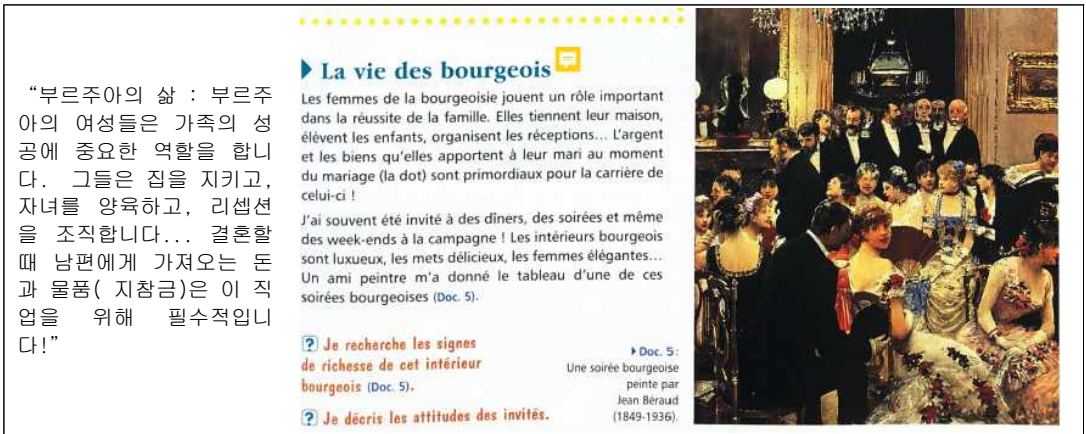 “부르주아의 삶 : 부르주
아의 여성들은 가족의 성
공에 중요한 역할을 합니
다. 그들은 집을 지키고,
자녀를 양육하고, 리셉션
을 조직합니다... 결혼할
때 남편에게 가져오는 돈
과 물품( 지참금)은 이 직
업을 위해 필수적입니
다!”
La vie des bourgeois
Les femmes de la bourgeoisie jouent un rôle important
dans la réussite de la famille. Elles tiennent leur maison,
élèvent les enfants, organisent les réceptions... L'argent
et les biens qu'elles apportent à leur mari au moment
du mariage (la dot) sont primordiaux pour la carrière de
celui-ci !
J'ai souvent été invité à des dîners, des soirées et même
des week-ends à la campagne ! Les intérieurs bourgeois
sont luxueux, les mets délicieux, les femmes élégantes...
Un ami peintre m'a donné le tableau d'une de ces
soirées bourgeoises (Doc. 5).
? Je recherche les signes
de richesse de cet intérieur
bourgeois (Doc. 5).
? Je décris les attitudes des invités.
Doc. 5 :
Une soirée bourgeoise
peinte par
Jean Béraud
(1849-1936).